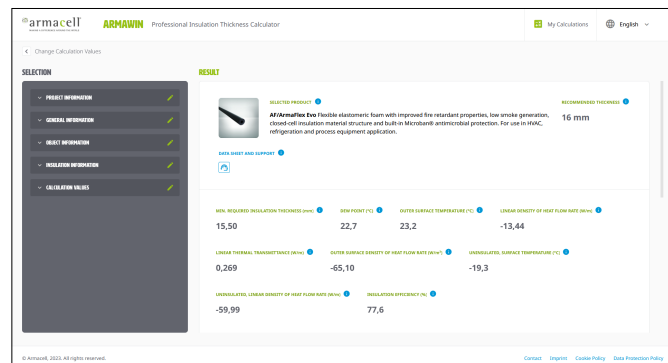 armacell
ARMAWIN Professional Insulation Thickness Calculator
My Calculations
English
Change Calculation Values
SELECTION
RESULT
PROJECT INFORMATION
GENERAL INFORMATION
OBJECT INFORMATION
INSULATION INFORMATION
CALCULATION VALUES
SELECTED PRODUCT
RECOMMENDED THICKNESS
AF/ArmaFlex Evo Flexible elastomeric foam with improved fire retardant properties, low smoke generation,
closed-cell insulation material structure and built-in Microban® antimicrobial protection. For use in HVAC,
refrigeration and process equipment application.
16 mm
DATA SHEET AND SUPPORT
MIN. REQUIRED INSULATION THICKNESS (mm)
DEW POINT (°C)
OUTER SURFACE TEMPERATURE (°C)
LINEAR DENSITY OF HEAT FLOW RATE (W/m)
15,50
22,7
23,2
-13,44
LINEAR THERMAL TRANSMITTANCE (W/m)
OUTER SURFACE DENSITY OF HEAT FLOW RATE (W/m²)
UNINSULATED, SURFACE TEMPERATURE (°C)
0,269
-65,10
-19,3
UNINSULATED, LINEAR DENSITY OF HEAT FLOW RATE (W/m)
INSULATION EFFICIENCY (%)
-59,99
77,6
© Armacell, 2023. All rights reserved.
Contact Imprint Cookie Policy Data Protection Policy